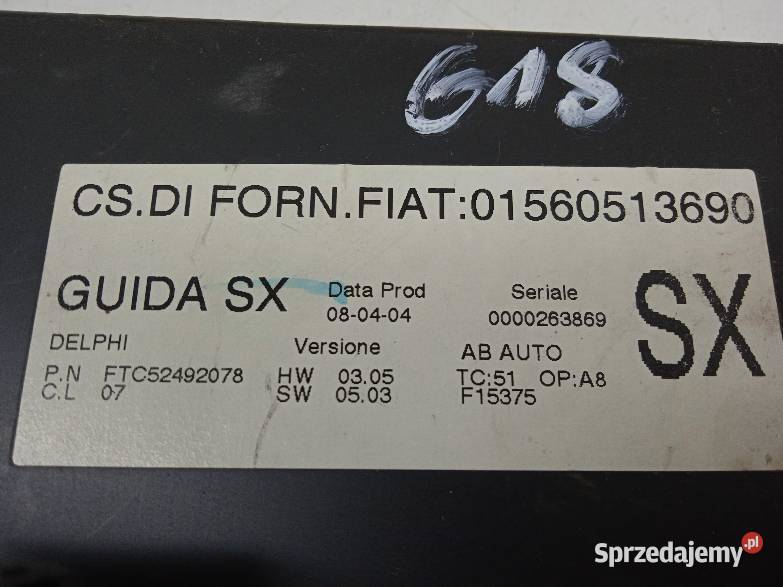 618
CS.DI FORN.FIAT:01560513690
GUIDA SX
Data Prod
08-04-04
Seriale
0000263869
SX
DELPHI
Versione
AB AUTO
P.N FTC52492078
HW 03.05
TC:51 OP:A8
C.L 07
SW 05.03
F15375
Sprzedajemy.pl